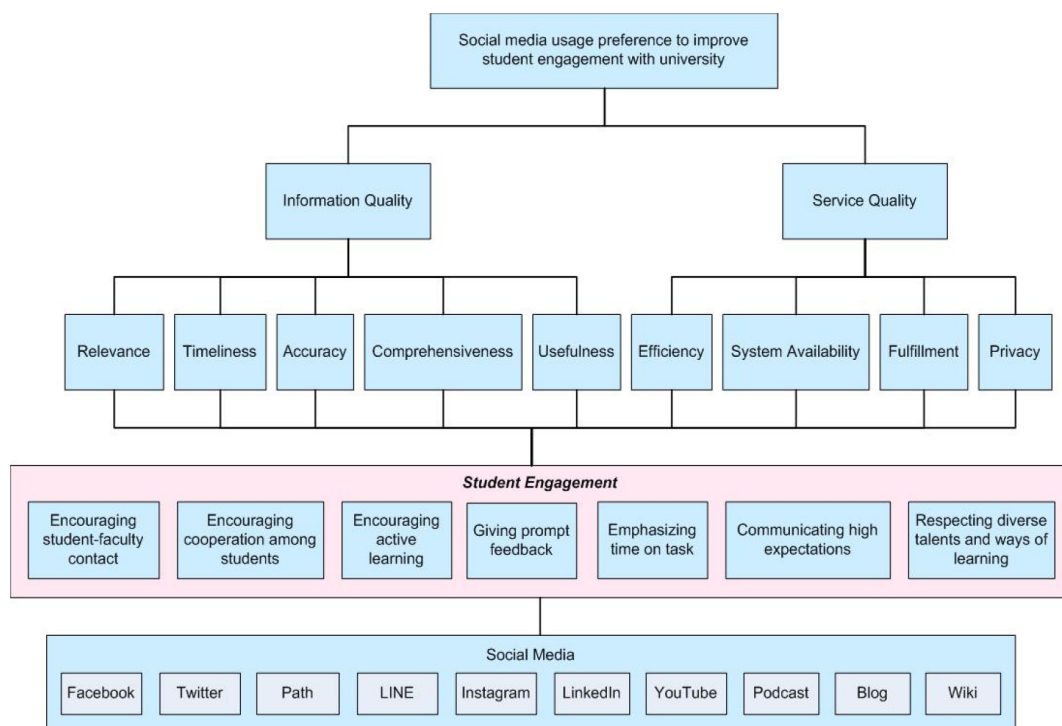 Social media usage preference to improve
student engagement with university
Information Quality
Service Quality
Relevance
Timeliness
Accuracy
Comprehensiveness
Usefulness
Efficiency
System Availability
Fulfillment
Privacy
Student Engagement
Encouraging
student-faculty
contact
Encouraging
cooperation among
students
Encouraging
active
learning
Giving prompt
feedback
Emphasizing
time on task
Communicating high
expectations
Respecting diverse
talents and ways of
learning
Social Media
Facebook
Twitter
Path
LINE
Instagram
LinkedIn
YouTube
Podcast
Blog
Wiki